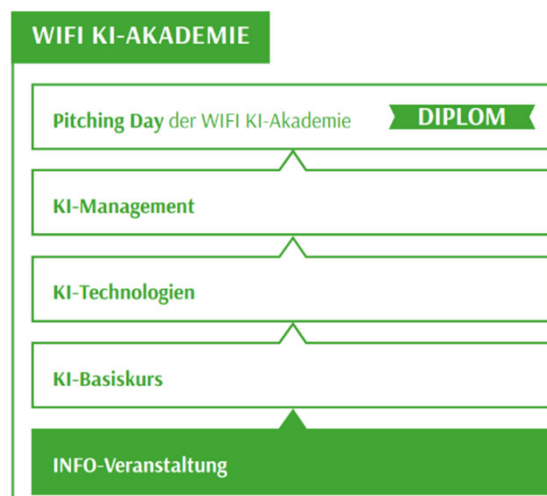 WIFI KI-AKADEMIE
Pitching Day der WIFI KI-Akademie DIPLOM
KI-Management
KI-Technologien
KI-Basiskurs
INFO-Veranstaltung